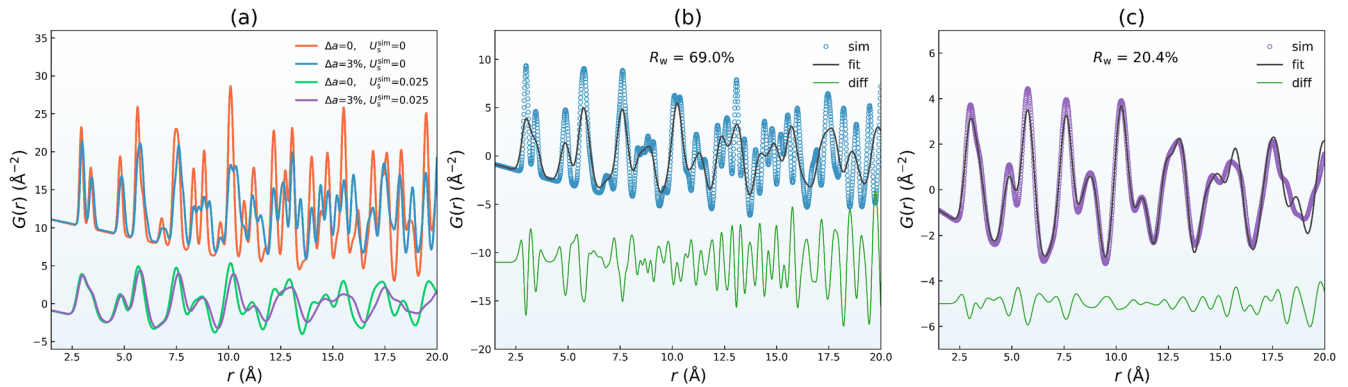 (a)
Δa=0, U_s^sim=0
Δa=3%, U_s^sim=0
Δa=0, U_s^sim=0.025
Δa=3%, U_s^sim=0.025
G(r) (Å⁻²)
35
30
25
20
15
10
5
0
−5
2.5 5.0 7.5 10.0 12.5 15.0 17.5 20.0
r (Å)
(b)
R_w = 69.0%
sim
fit
diff
G(r) (Å⁻²)
10
5
0
−5
−10
−15
−20
2.5 5.0 7.5 10.0 12.5 15.0 17.5 20.0
r (Å)
(c)
R_w = 20.4%
sim
fit
diff
G(r) (Å⁻²)
6
4
2
0
−2
−4
−6
2.5 5.0 7.5 10.0 12.5 15.0 17.5 20.0
r (Å)